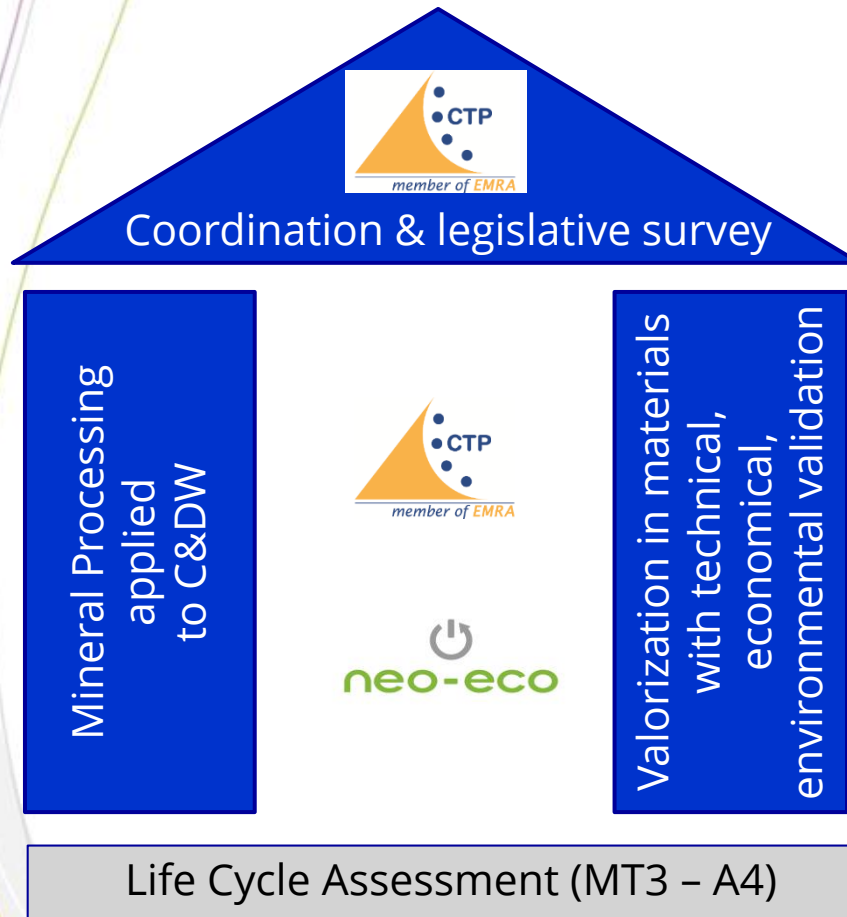 CTP
member of EMRA
Coordination & legislative survey
Mineral Processing
applied
to C&DW
CTP
member of EMRA
neo-eco
Valorization in materials
with technical,
economical,
environmental validation
Life Cycle Assessment (MT3 – A4)